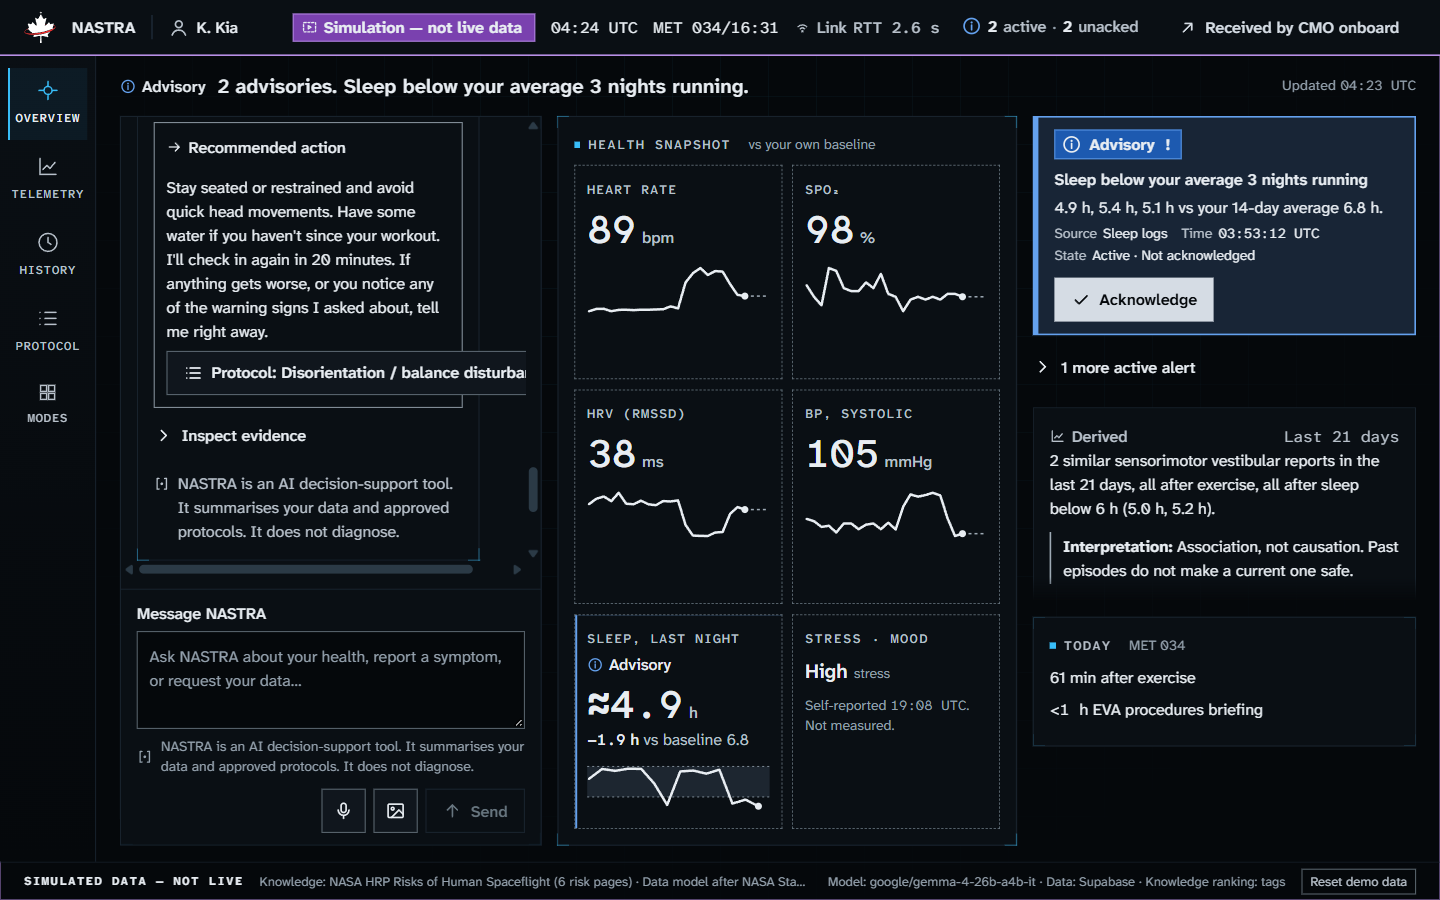 NASTRA
K. Kia
Simulation — not live data
04:24 UTC MET 034/16:31
Link RTT 2.6 s
2 active · 2 unacked
Received by CMO onboard
OVERVIEW
TELEMETRY
HISTORY
PROTOCOL
MODES
Advisory 2 advisories. Sleep below your average 3 nights running.
Updated 04:23 UTC
Recommended action
Stay seated or restrained and avoid
quick head movements. Have some
water if you haven't since your workout.
I'll check in again in 20 minutes. If
anything gets worse, or you notice any
of the warning signs I asked about, tell
me right away.
Protocol: Disorientation / balance disturba
Inspect evidence
NASTRA is an AI decision-support tool.
It summarises your data and approved
protocols. It does not diagnose.
Message NASTRA
Ask NASTRA about your health, report a symptom,
or request your data...
NASTRA is an AI decision-support tool. It summarises your
data and approved protocols. It does not diagnose.
Send
HEALTH SNAPSHOT vs your own baseline
HEART RATE
89 bpm
SPO₂
98 %
HRV (RMSSD)
38 ms
BP, SYSTOLIC
105 mmHg
SLEEP, LAST NIGHT
Advisory
≈4.9 h
−1.9 h vs baseline 6.8
STRESS · MOOD
High stress
Self-reported 19:08 UTC.
Not measured.
Advisory !
Sleep below your average 3 nights running
4.9 h, 5.4 h, 5.1 h vs your 14-day average 6.8 h.
Source Sleep logs Time 03:53:12 UTC
State Active · Not acknowledged
Acknowledge
1 more active alert
Derived Last 21 days
2 similar sensorimotor vestibular reports in the
last 21 days, all after exercise, all after sleep
below 6 h (5.0 h, 5.2 h).
Interpretation: Association, not causation. Past
episodes do not make a current one safe.
TODAY MET 034
61 min after exercise
<1 h EVA procedures briefing
SIMULATED DATA — NOT LIVE
Knowledge: NASA HRP Risks of Human Spaceflight (6 risk pages) · Data model after NASA Sta...
Model: google/gemma-4-26b-a4b-it · Data: Supabase · Knowledge ranking: tags
Reset demo data